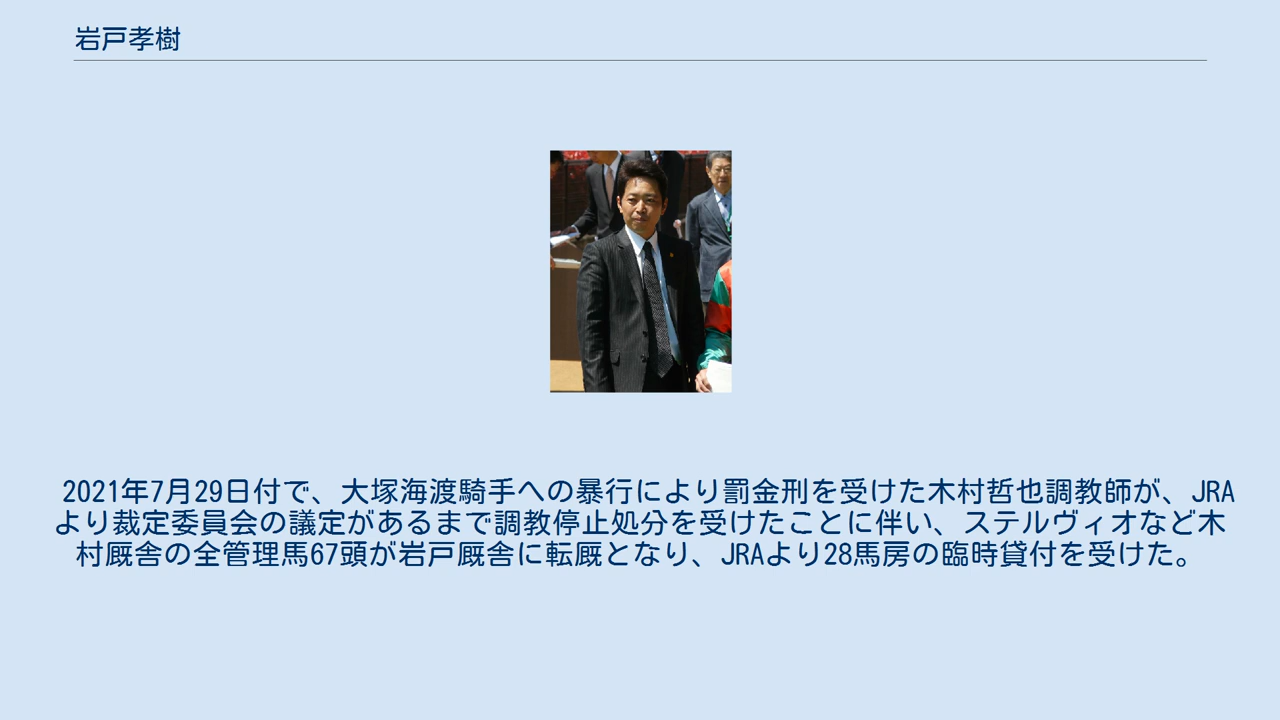 岩戸孝樹
2021年7月29日付で、大塚海渡騎手への暴行により罰金刑を受けた木村哲也調教師が、JRA
より裁定委員会の議定があるまで調教停止処分を受けたことに伴い、ステルヴィオなど木
村厩舎の全管理馬67頭が岩戸厩舎に転厩となり、JRAより28馬房の臨時貸付を受けた。